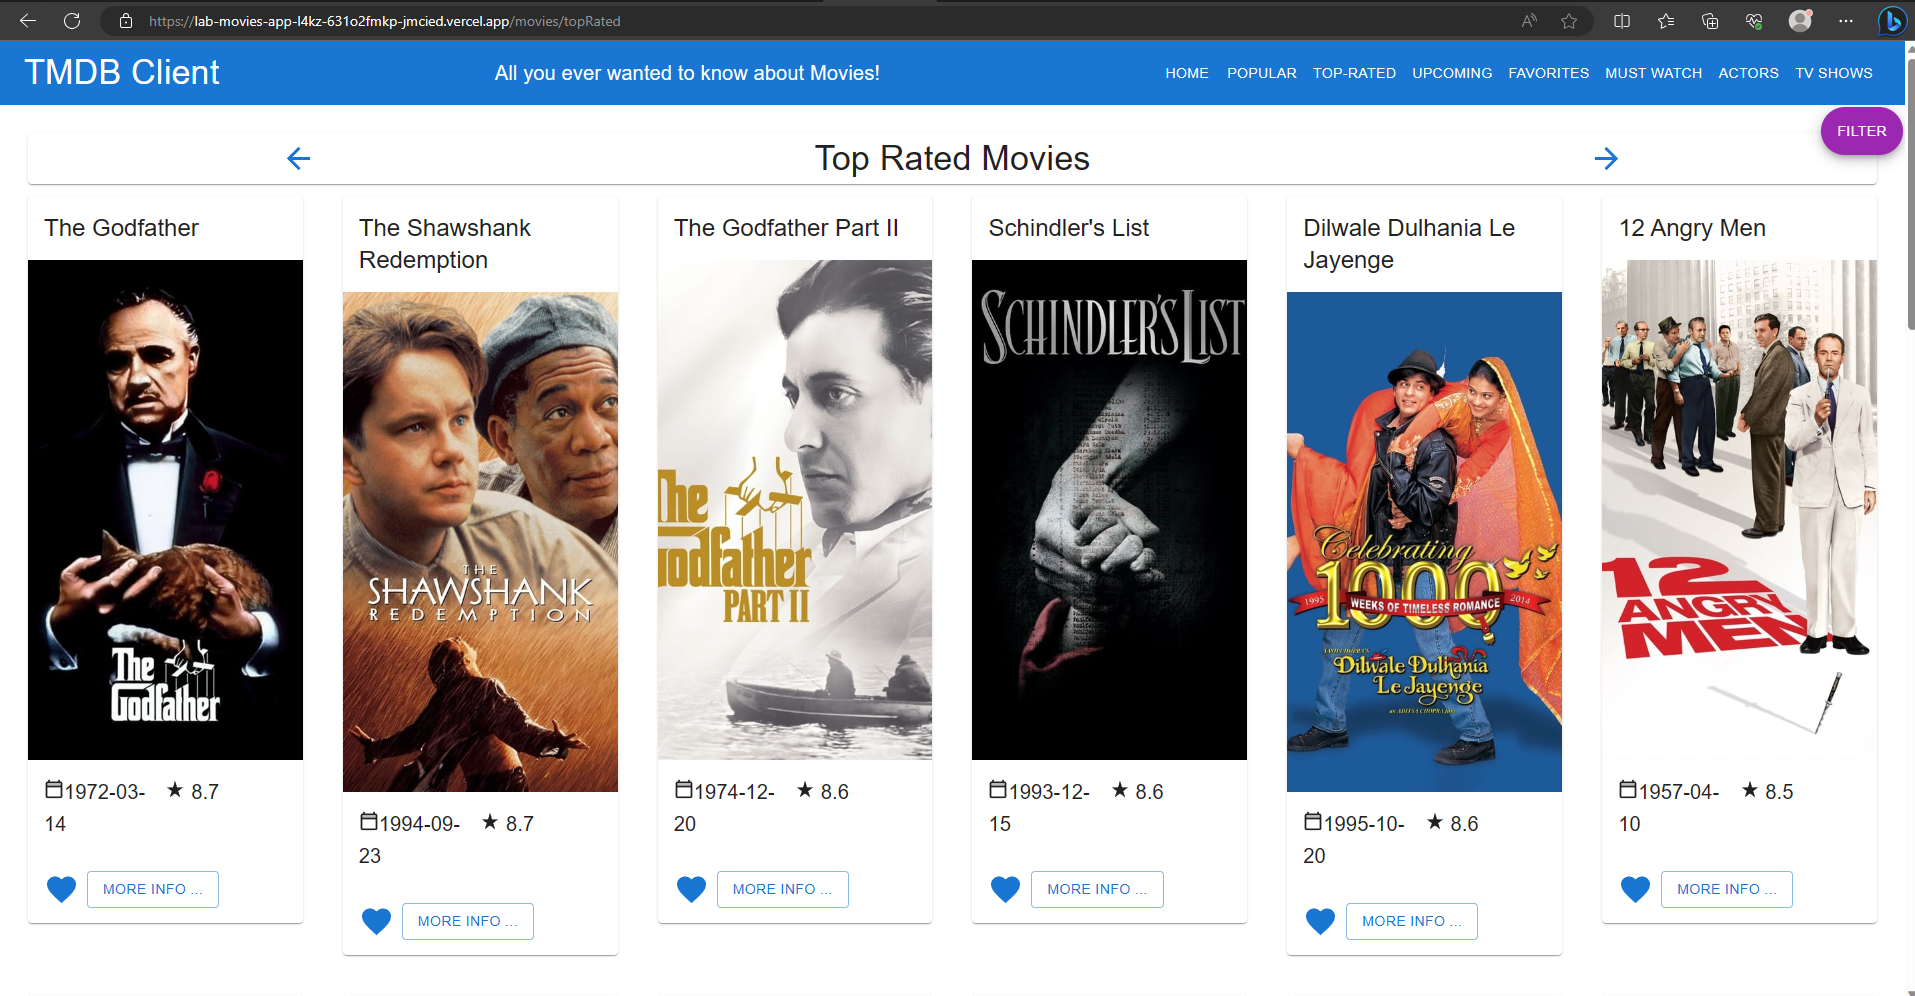 https://lab-movies-app-l4kz-631o2fmkp-jmcied.vercel.app/movies/topRated
TMDB Client
All you ever wanted to know about Movies!
HOME POPULAR TOP-RATED UPCOMING FAVORITES MUST WATCH ACTORS TV SHOWS
FILTER
Top Rated Movies
The Godfather
The
Godfather
1972-03-
14
★ 8.7
MORE INFO ...
The Shawshank
Redemption
THE
SHAWSHANK
REDEMPTION
1994-09-
23
★ 8.7
MORE INFO ...
The Godfather Part II
The
Godfather
PART II
1974-12-
20
★ 8.6
MORE INFO ...
Schindler's List
SCHINDLER'S LIST
1993-12-
15
★ 8.6
MORE INFO ...
Dilwale Dulhania Le
Jayenge
Celebrating
1000
1995 WEEKS OF TIMELESS ROMANCE 2014
YASH CHOPRA'S
Dilwale Dulhania
Le Jayenge
an ADITYA CHOPRA film
1995-10-
20
★ 8.6
MORE INFO ...
12 Angry Men
12
ANGRY
MEN
1957-04-
10
★ 8.5
MORE INFO ...